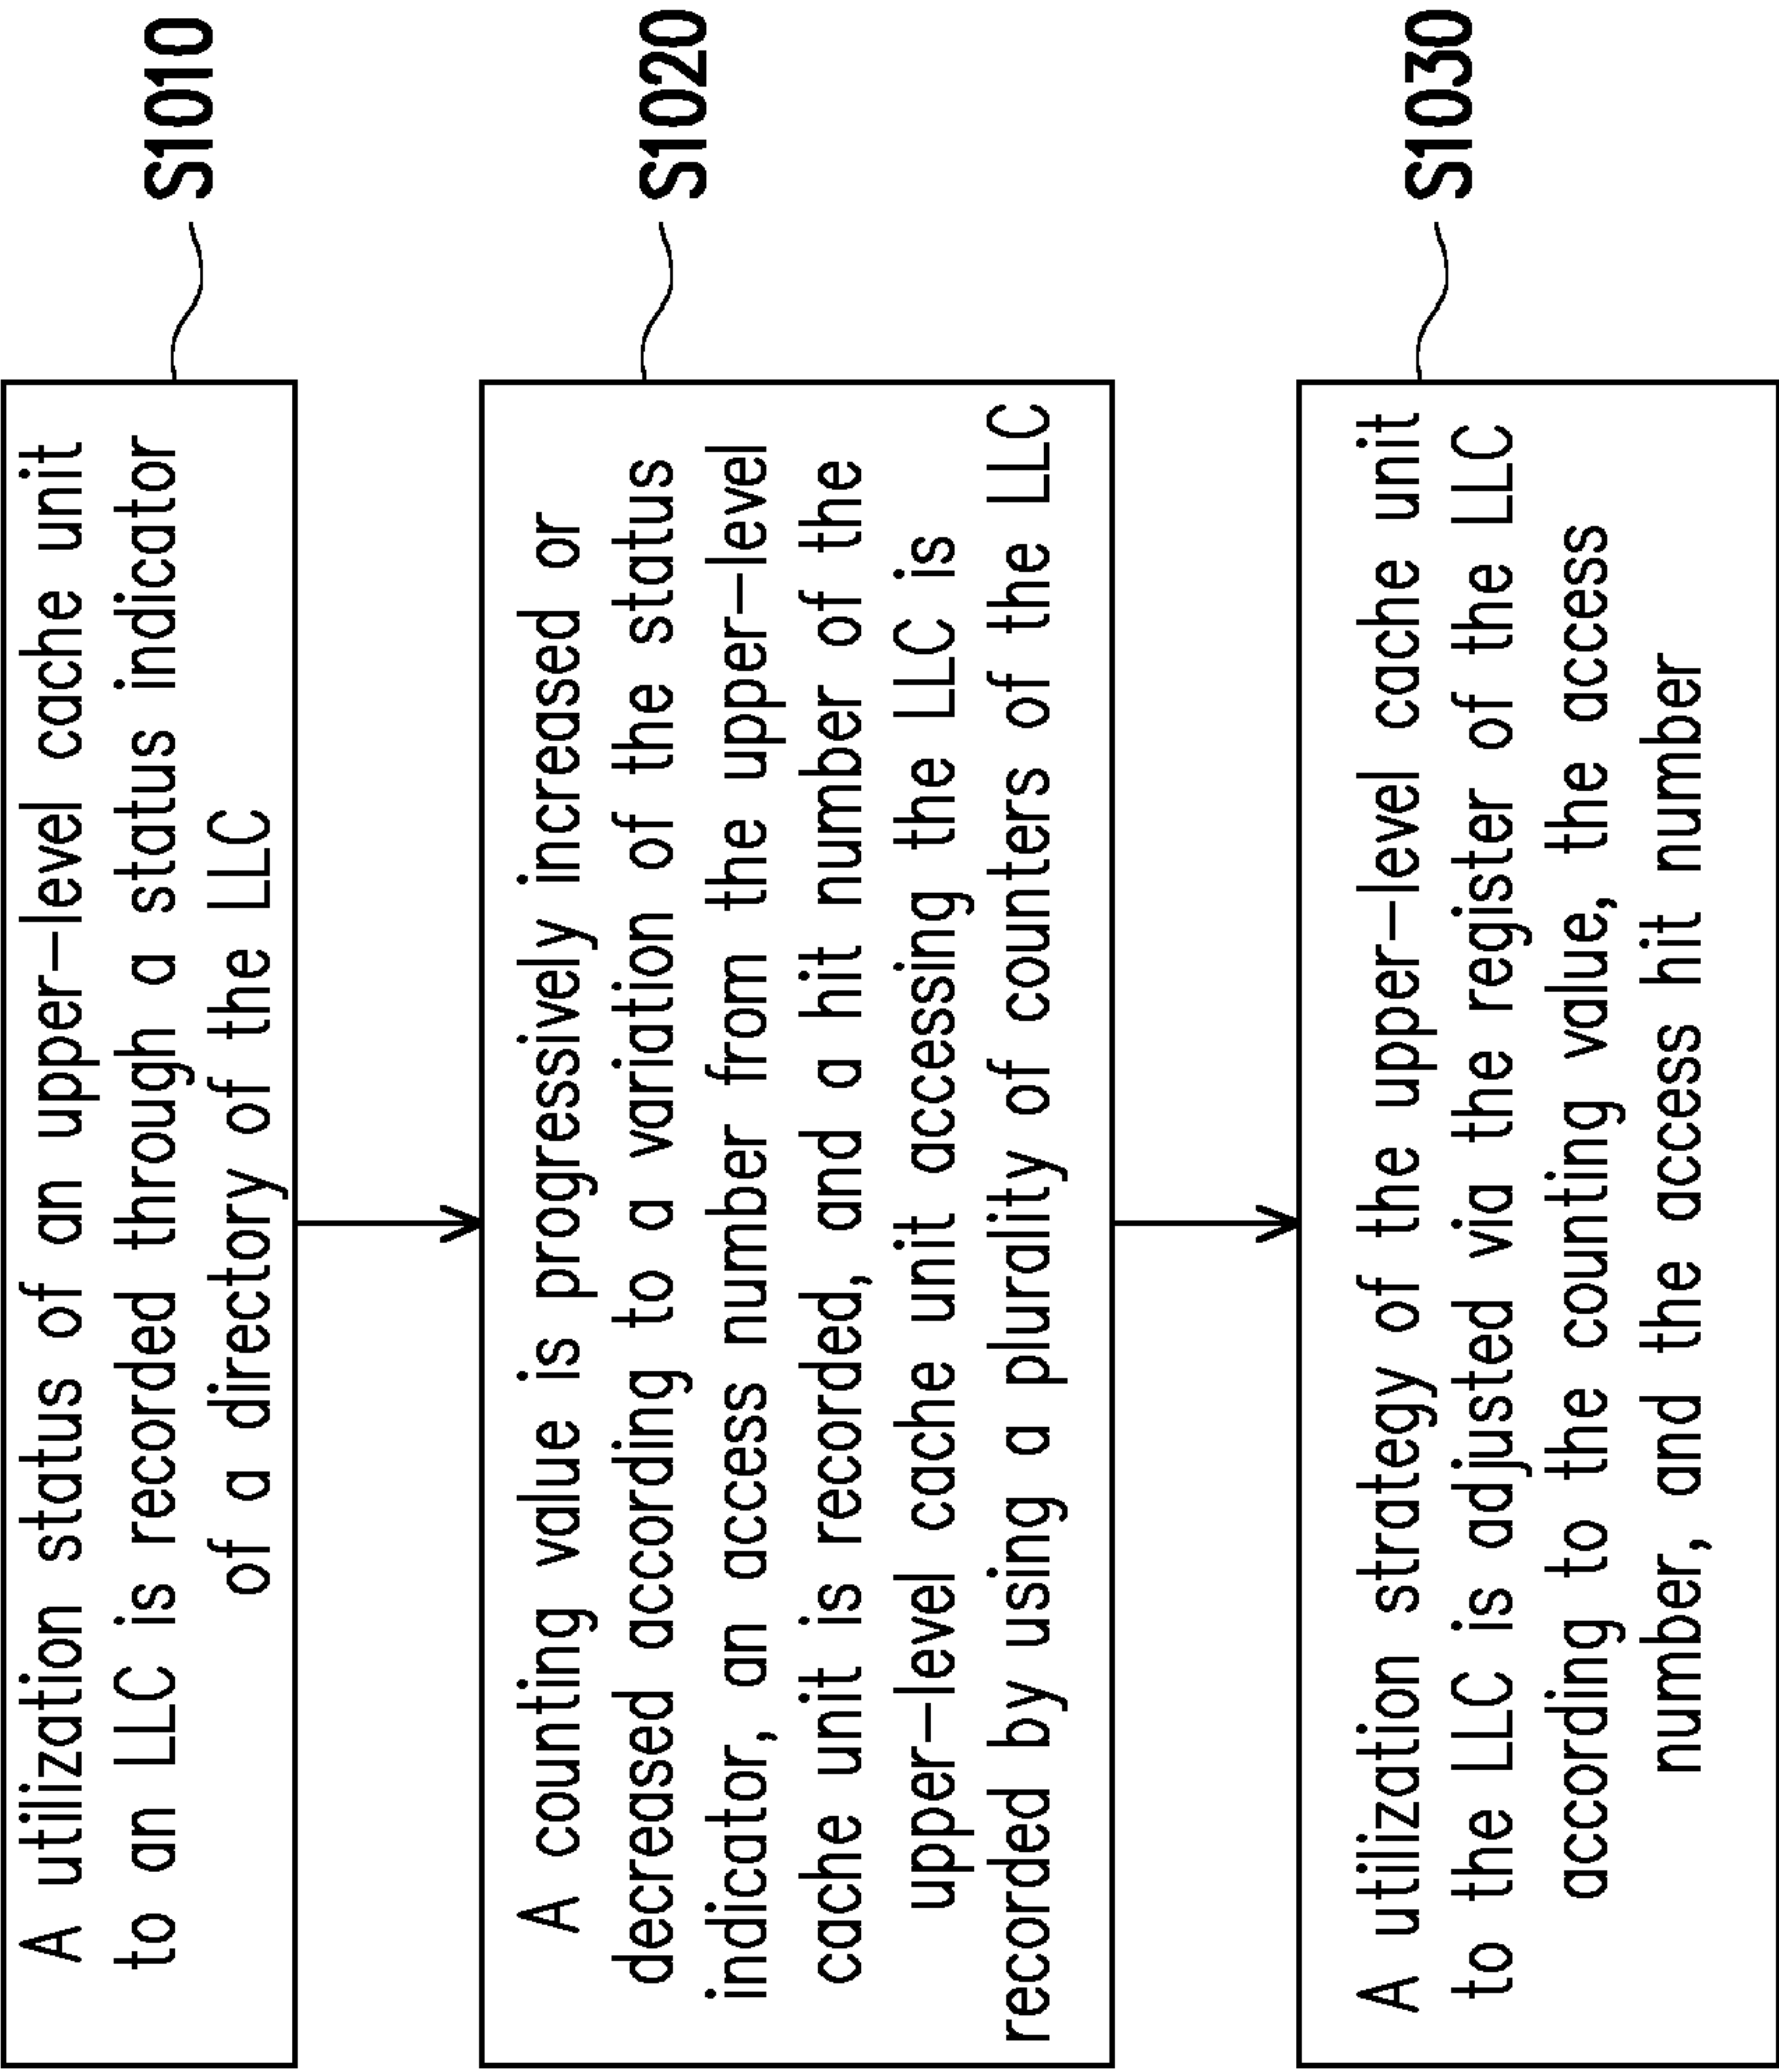 A utilization status of an upper-level cache unit
to an LLC is recorded through a status indicator
of a directory of the LLC
S1010
A counting value is progressively increased or
decreased according to a variation of the status
indicator, an access number from the upper-level
cache unit is recorded, and a hit number of the
upper-level cache unit accessing the LLC is
recorded by using a plurality of counters of the LLC
S1020
A utilization strategy of the upper-level cache unit
to the LLC is adjusted via the register of the LLC
according to the counting value, the access
number, and the access hit number
S1030